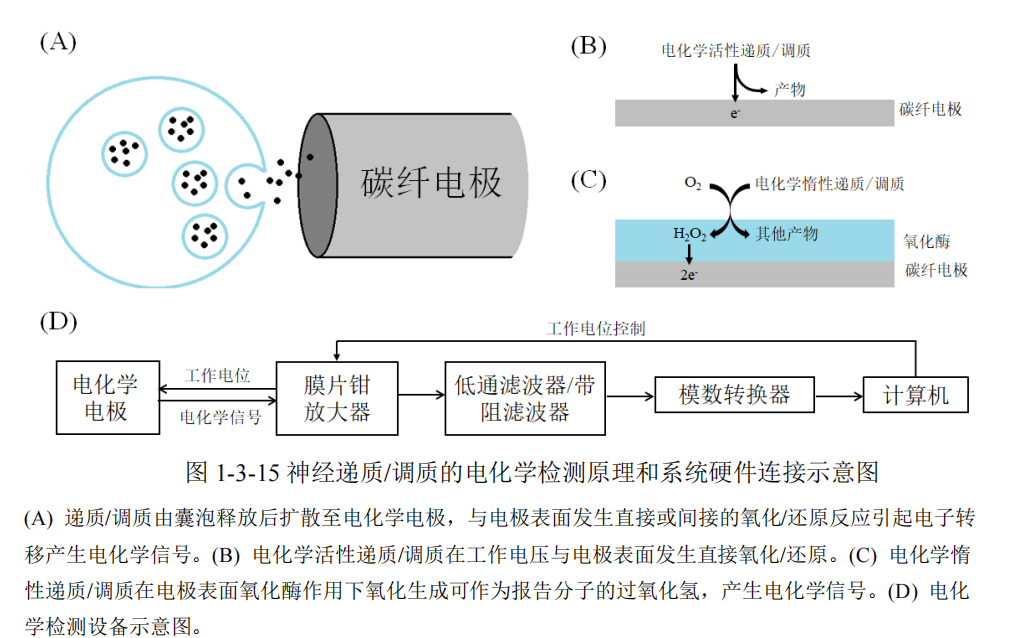 (A)
碳纤电极
(B)
电化学活性递质/调质
产物
e-
碳纤电极
(C)
O2
电化学惰性递质/调质
H2O2
其他产物
氧化酶
2e-
碳纤电极
(D)
工作电位控制
电化学
电极
工作电位
电化学信号
膜片钳
放大器
低通滤波器/带
阻滤波器
模数转换器
计算机
图 1-3-15 神经递质/调质的电化学检测原理和系统硬件连接示意图
(A) 递质/调质由囊泡释放后扩散至电化学电极，与电极表面发生直接或间接的氧化/还原反应引起电子转
移产生电化学信号。(B) 电化学活性递质/调质在工作电压与电极表面发生直接氧化/还原。(C) 电化学惰
性递质/调质在电极表面氧化酶作用下氧化生成可作为报告分子的过氧化氢，产生电化学信号。(D) 电化
学检测设备示意图。